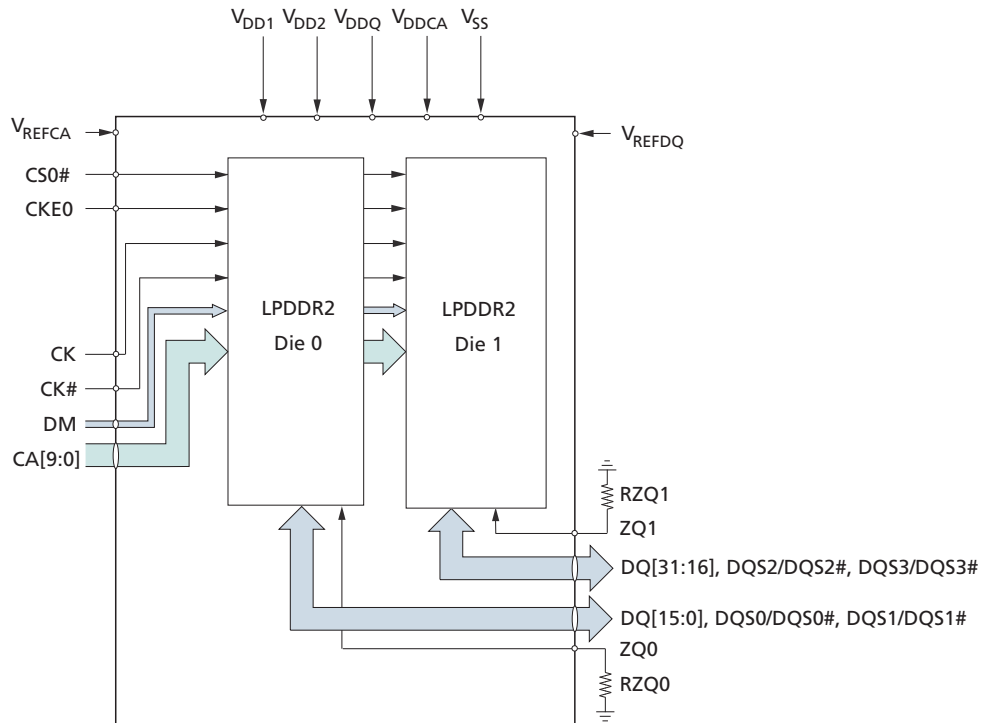 VDD1 VDD2 VDDQ VDDCA VSS
VREFCA
VREFDQ
CS0#
CKE0
LPDDR2
Die 0
LPDDR2
Die 1
CK
CK#
DM
CA[9:0]
RZQ1
ZQ1
DQ[31:16], DQS2/DQS2#, DQS3/DQS3#
DQ[15:0], DQS0/DQS0#, DQS1/DQS1#
ZQ0
RZQ0